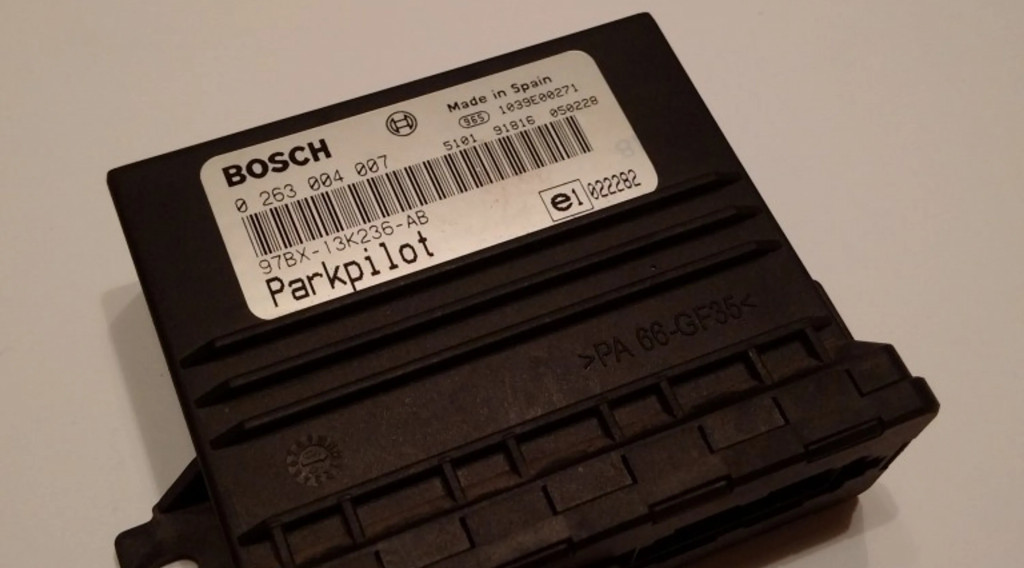 BOSCH
Made in Spain
965 1039E00271
0 263 004 007
5101 91816 050228
97BX-13K236-AB
e1 022282
Parkpilot
>PA 66-GF35<